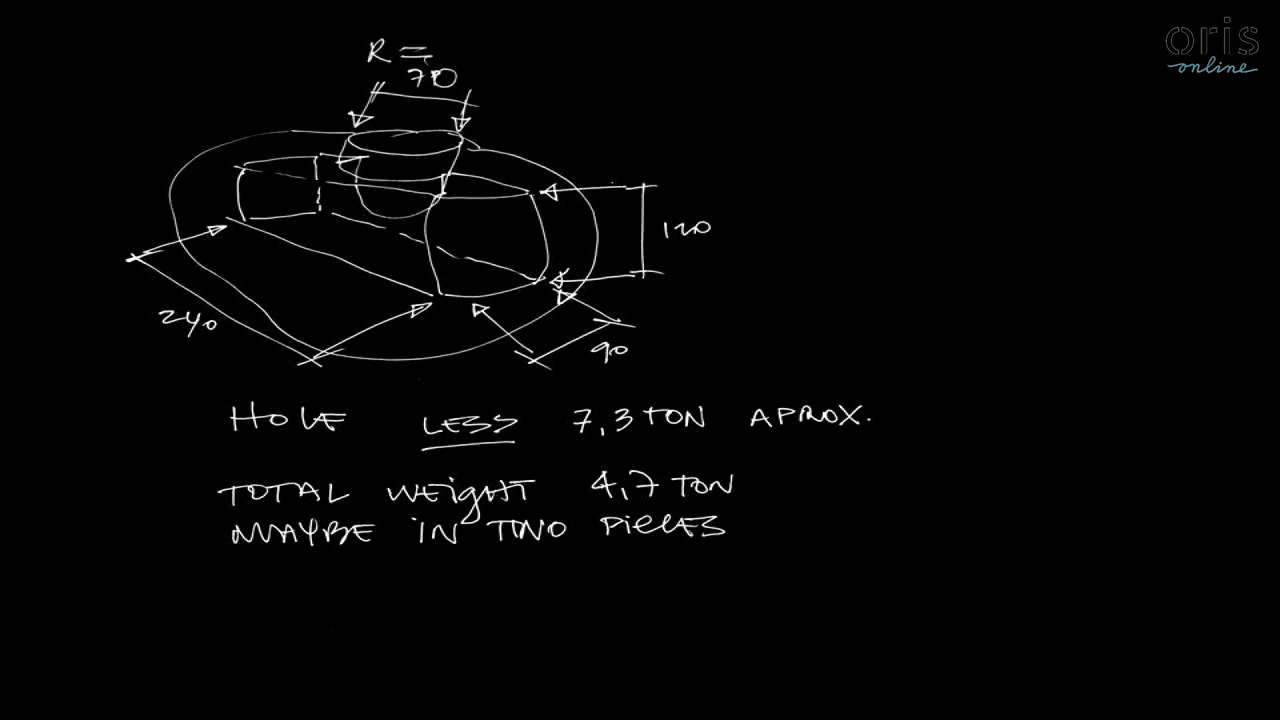 oris
online
R =
70
120
240
90
HOLE LESS 7,3 TON APROX.
TOTAL WEIGHT 4,7 TON
MAYBE IN TWO PIECES